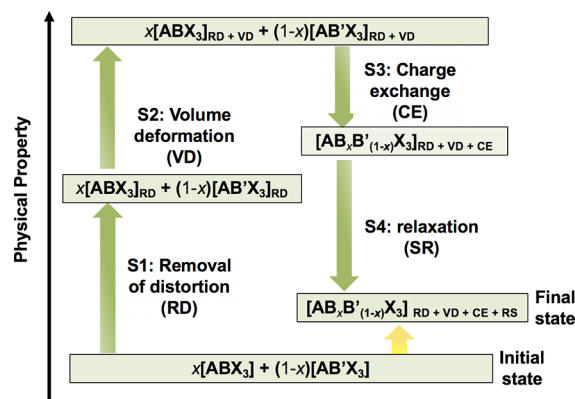 x[ABX₃]RD + VD + (1-x)[AB'X₃]RD + VD
S3: Charge
exchange
(CE)
S2: Volume
deformation
(VD)
[ABₓB'₍₁₋ₓ₎X₃]RD + VD + CE
x[ABX₃]RD + (1-x)[AB'X₃]RD
S4: relaxation
(SR)
S1: Removal
of distortion
(RD)
[ABₓB'₍₁₋ₓ₎X₃] RD + VD + CE + RS
Final
state
x[ABX₃] + (1-x)[AB'X₃]
Initial
state
Physical Property